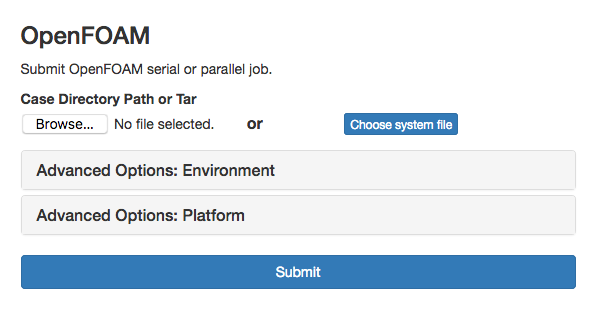 OpenFOAM
Submit OpenFOAM serial or parallel job.
Case Directory Path or Tar
Browse... No file selected. or Choose system file
Advanced Options: Environment
Advanced Options: Platform
Submit